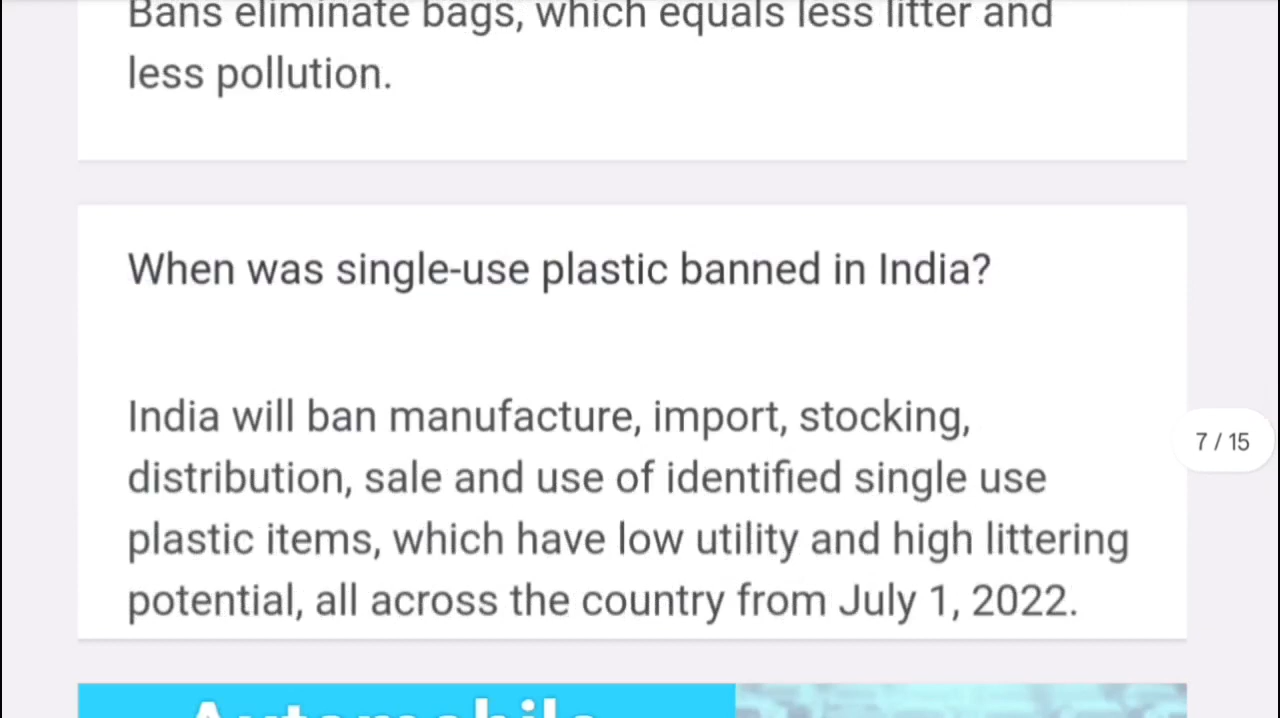 Bans eliminate bags, which equals less litter and
less pollution.
When was single-use plastic banned in India?
India will ban manufacture, import, stocking,
distribution, sale and use of identified single use
plastic items, which have low utility and high littering
potential, all across the country from July 1, 2022.
7 / 15
Automobile